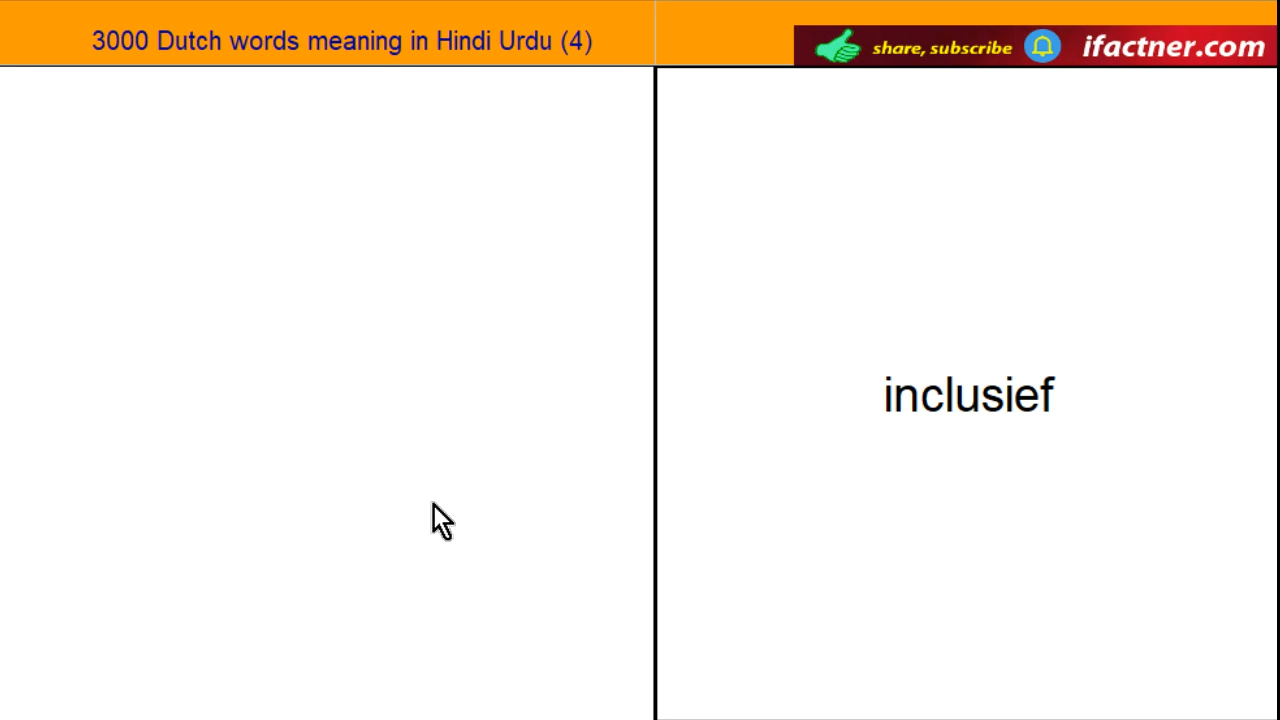 3000 Dutch words meaning in Hindi Urdu (4)
share, subscribe
ifactner.com
inclusief